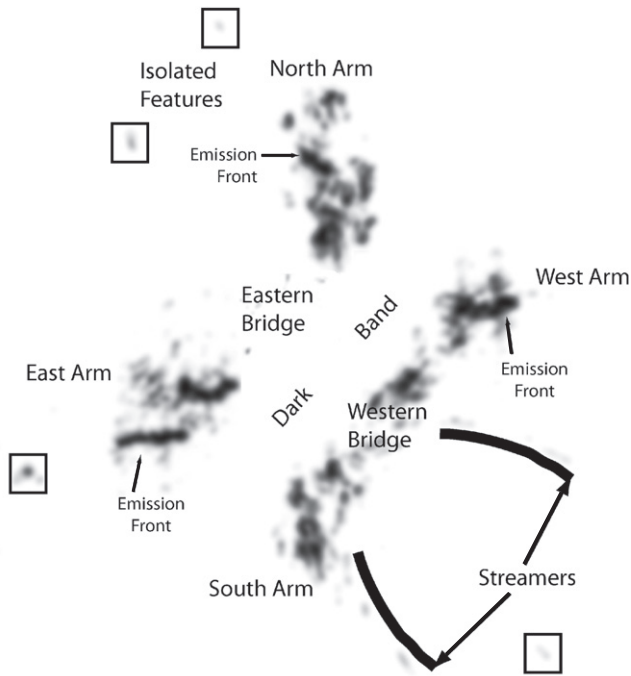 Isolated
Features
North Arm
Emission
Front
West Arm
Eastern
Bridge
Band
Emission
Front
East Arm
Dark
Western
Bridge
Emission
Front
South Arm
Streamers